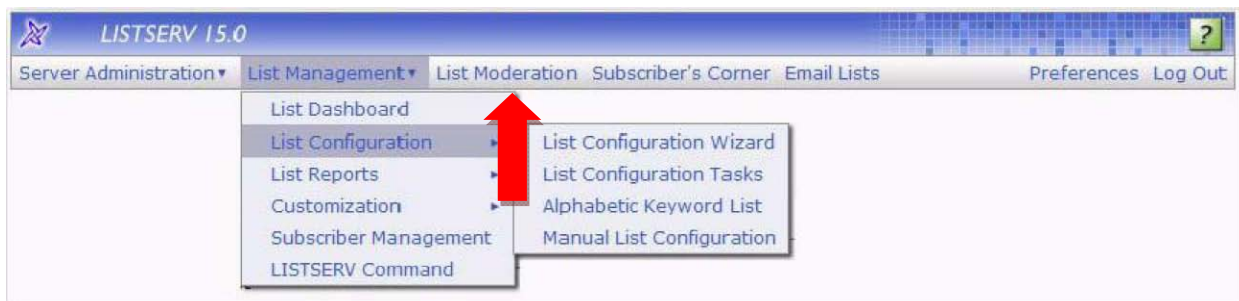 LISTSERV 15.0
?
Server Administration List Management List Moderation Subscriber's Corner Email Lists Preferences Log Out
List Dashboard
List Configuration
List Reports
Customization
Subscriber Management
LISTSERV Command
List Configuration Wizard
List Configuration Tasks
Alphabetic Keyword List
Manual List Configuration